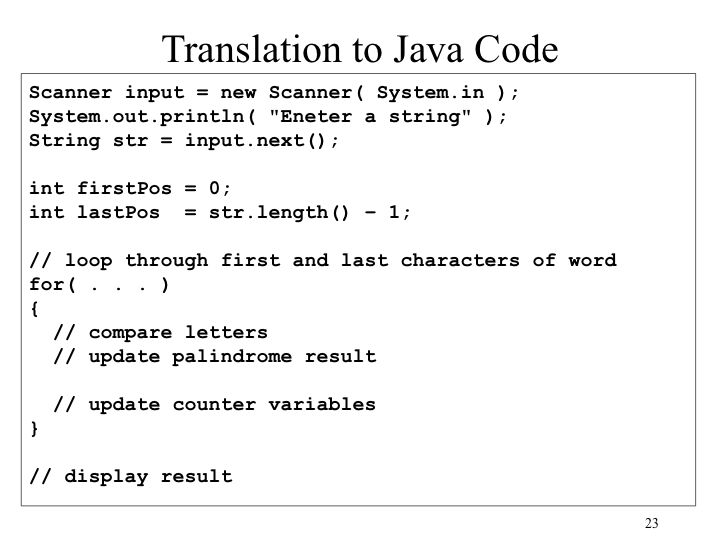 Translation to Java Code
Scanner input = new Scanner( System.in );
System.out.println( "Eneter a string" );
String str = input.next();

int firstPos = 0;
int lastPos  = str.length() – 1;

// loop through first and last characters of word
for( . . . )
{
  // compare letters
  // update palindrome result

  // update counter variables
}

// display result
23